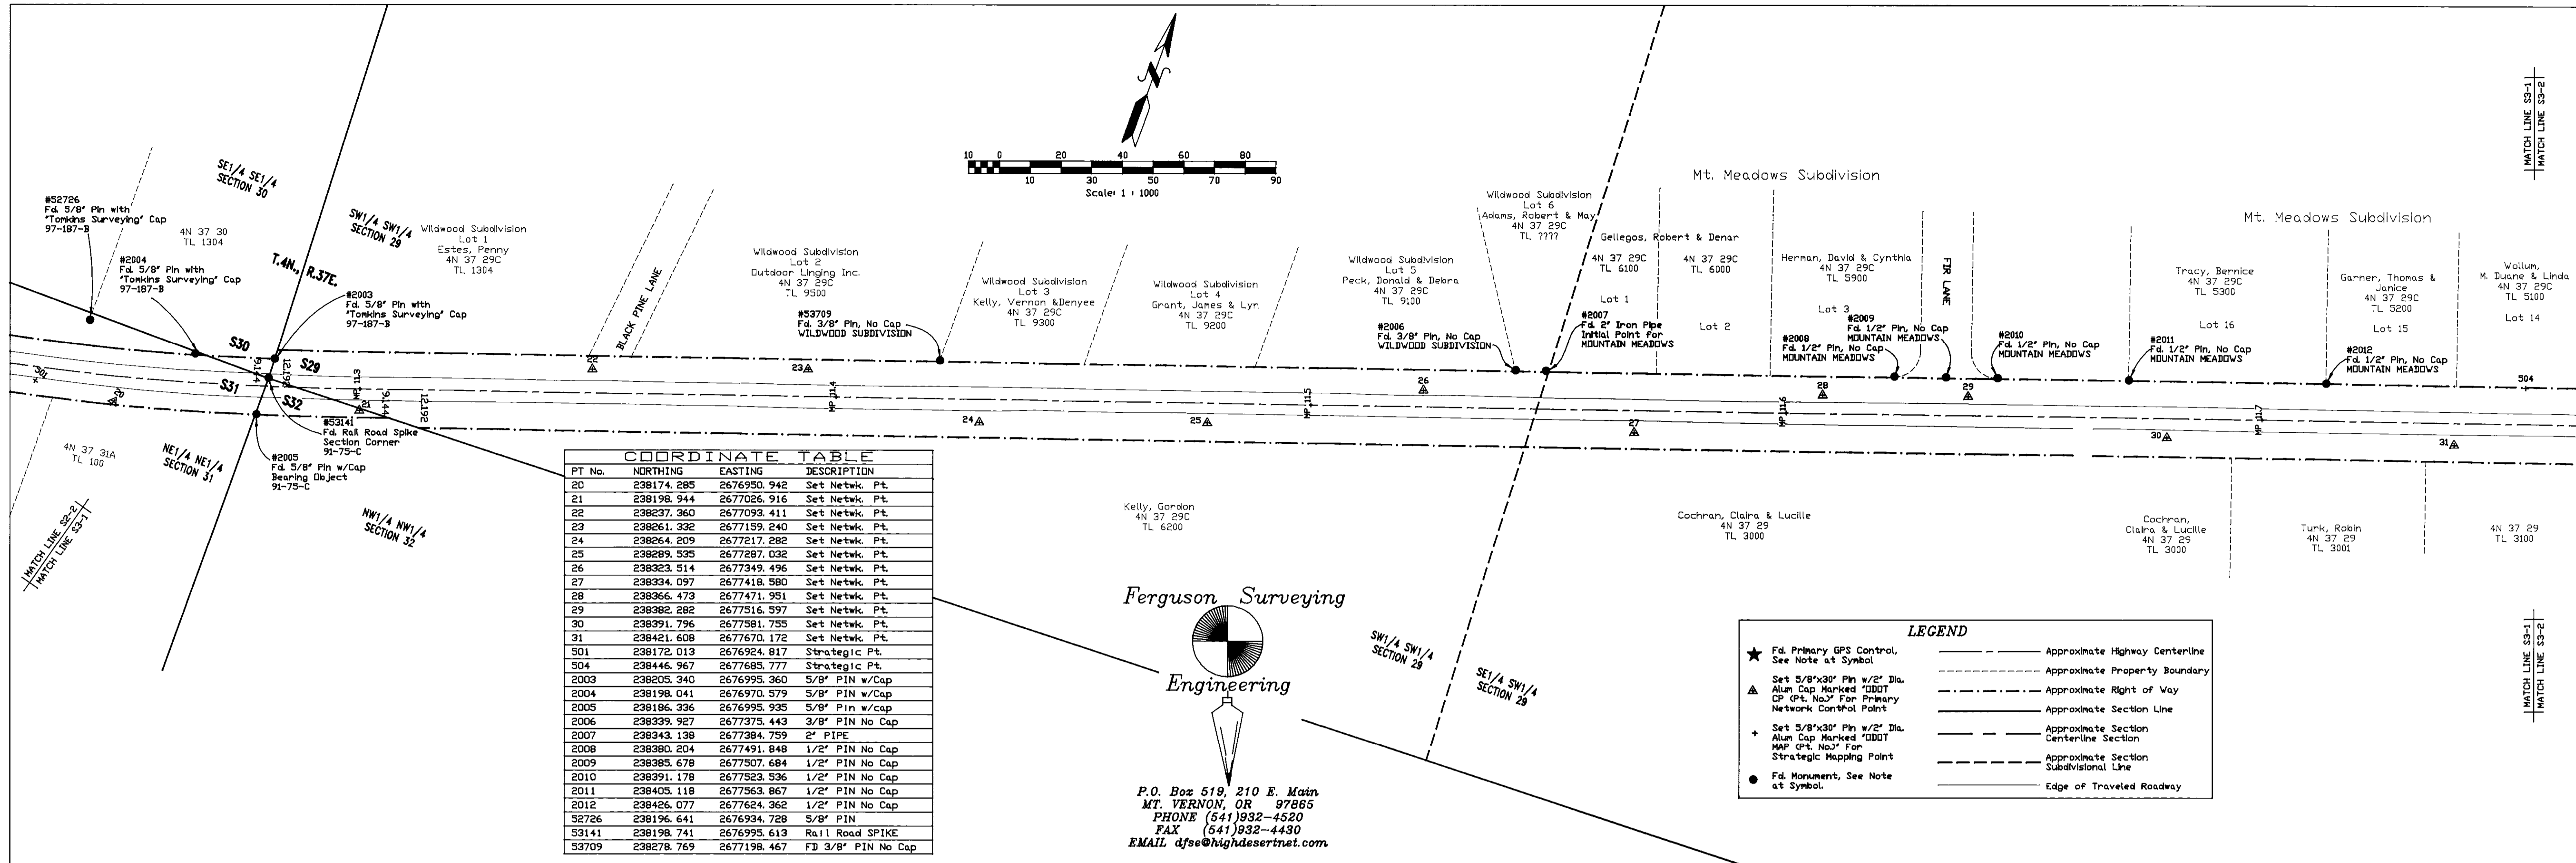 MATCH LINE S3-1
MATCH LINE S3-2
10 0 20 40 60 80
10 30 50 70 90
Scale: 1 : 1000
N
SE1/4 SE1/4
SECTION 30
#52726
Fd. 5/8" Pin with
"Tomkins Surveying" Cap
97-187-B
4N 37 30
TL 1304
#2004
Fd. 5/8" Pin with
"Tomkins Surveying" Cap
97-187-B
SW1/4 SW1/4
SECTION 29
T.4N., R.37E.
#2003
Fd. 5/8" Pin with
"Tomkins Surveying" Cap
97-187-B
Wildwood Subdivision
Lot 1
Estes, Penny
4N 37 29C
TL 1304
BLACK PINE LANE
Wildwood Subdivision
Lot 2
Outdoor Linging Inc.
4N 37 29C
TL 9500
#53709
Fd. 3/8" Pin, No Cap
WILDWOOD SUBDIVISION
Wildwood Subdivision
Lot 3
Kelly, Vernon &Denyee
4N 37 29C
TL 9300
Wildwood Subdivision
Lot 4
Grant, James & Lyn
4N 37 29C
TL 9200
Wildwood Subdivision
Lot 5
Peck, Donald & Debra
4N 37 29C
TL 9100
#2006
Fd. 3/8" Pin, No Cap
WILDWOOD SUBDIVISION
Wildwood Subdivision
Lot 6
Adams, Robert & May
4N 37 29C
TL ????
Mt. Meadows Subdivision
Gellegos, Robert & Denar
4N 37 29C
TL 6100
Lot 1
4N 37 29C
TL 6000
Lot 2
#2007
Fd. 2" Iron Pipe
Initial Point for
MOUNTAIN MEADOWS
Herman, David & Cynthia
4N 37 29C
TL 5900
Lot 3
#2008
Fd. 1/2" Pin, No Cap
MOUNTAIN MEADOWS
#2009
Fd. 1/2" Pin, No Cap
MOUNTAIN MEADOWS
FIR LANE
#2010
Fd. 1/2" Pin, No Cap
MOUNTAIN MEADOWS
Mt. Meadows Subdivision
Tracy, Bernice
4N 37 29C
TL 5300
Lot 16
#2011
Fd. 1/2" Pin, No Cap
MOUNTAIN MEADOWS
Garner, Thomas &
Janice
4N 37 29C
TL 5200
Lot 15
#2012
Fd. 1/2" Pin, No Cap
MOUNTAIN MEADOWS
Wollum,
M. Duane & Linda
4N 37 29C
TL 5100
Lot 14
S30
S29
S31
S32
9.144
12.192
MP 11.3
9.144
12.192
MP 11.4
MP 11.5
MP 11.6
MP 11.7
501
20
21
22
23
24
25
26
27
28
29
30
31
504
#53141
Fd. Rail Road Spike
Section Corner
91-75-C
#2005
Fd. 5/8" Pin w/Cap
Bearing Object
91-75-C
4N 37 31A
TL 100
NE1/4 NE1/4
SECTION 31
NW1/4 NW1/4
SECTION 32
MATCH LINE S2-2
MATCH LINE S3-1
COORDINATE TABLE
PT No. NORTHING EASTING DESCRIPTION
20 238174.285 2676950.942 Set Netwk. Pt.
21 238198.944 2677026.916 Set Netwk. Pt.
22 238237.360 2677093.411 Set Netwk. Pt.
23 238261.332 2677159.240 Set Netwk. Pt.
24 238264.209 2677217.282 Set Netwk. Pt.
25 238289.535 2677287.032 Set Netwk. Pt.
26 238323.514 2677349.496 Set Netwk. Pt.
27 238334.097 2677418.580 Set Netwk. Pt.
28 238366.473 2677471.951 Set Netwk. Pt.
29 238382.282 2677516.597 Set Netwk. Pt.
30 238391.796 2677581.755 Set Netwk. Pt.
31 238421.608 2677670.172 Set Netwk. Pt.
501 238172.013 2676924.817 Strategic Pt.
504 238446.967 2677685.777 Strategic Pt.
2003 238205.340 2676995.360 5/8" PIN w/Cap
2004 238198.041 2676970.579 5/8" PIN w/Cap
2005 238186.336 2676995.935 5/8" Pin w/cap
2006 238339.927 2677375.443 3/8" PIN No Cap
2007 238343.138 2677384.759 2" PIPE
2008 238380.204 2677491.848 1/2" PIN No Cap
2009 238385.678 2677507.684 1/2" PIN No Cap
2010 238391.178 2677523.536 1/2" PIN No Cap
2011 238405.118 2677563.867 1/2" PIN No Cap
2012 238426.077 2677624.362 1/2" PIN No Cap
52726 238196.641 2676934.728 5/8" PIN
53141 238198.741 2676995.613 Rail Road SPIKE
53709 238278.769 2677198.467 FD 3/8" PIN No Cap
Kelly, Gordon
4N 37 29C
TL 6200
Cochran, Claira & Lucille
4N 37 29
TL 3000
Cochran,
Claira & Lucille
4N 37 29
TL 3000
Turk, Robin
4N 37 29
TL 3001
4N 37 29
TL 3100
Ferguson Surveying
Engineering
P.O. Box 519, 210 E. Main
MT. VERNON, OR 97865
PHONE (541)932-4520
FAX (541)932-4430
EMAIL dfse@highdesertnet.com
SW1/4 SW1/4
SECTION 29
SE1/4 SW1/4
SECTION 29
LEGEND
Fd. Primary GPS Control,
See Note at Symbol
Set 5/8"x30" Pin w/2" Dia.
Alum Cap Marked "ODOT
CP (Pt. No.)" For Primary
Network Control Point
Set 5/8"x30" Pin w/2" Dia.
Alum Cap Marked "ODOT
MAP (Pt. No.)" For
Strategic Mapping Point
Fd. Monument, See Note
at Symbol.
Approximate Highway Centerline
Approximate Property Boundary
Approximate Right of Way
Approximate Section Line
Approximate Section
Centerline Section
Approximate Section
Subdivisional Line
Edge of Traveled Roadway
MATCH LINE S3-1
MATCH LINE S3-2